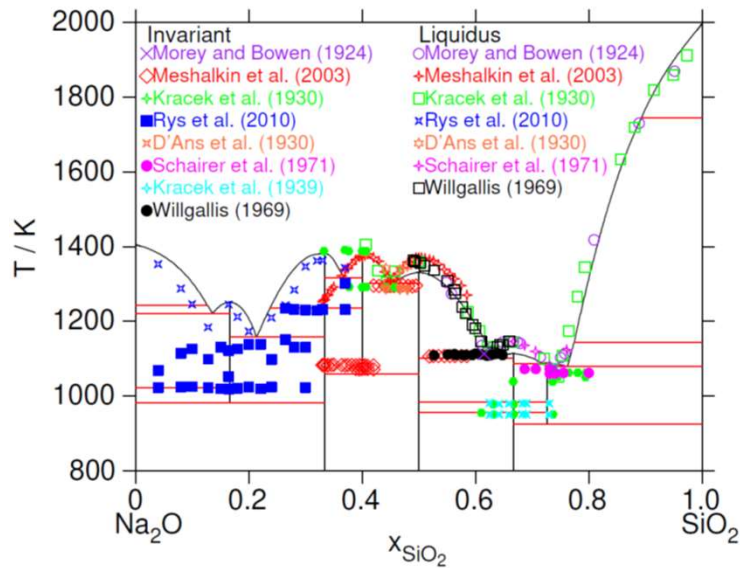 2000
1800
1600
1400
1200
1000
800
T / K
Invariant
Morey and Bowen (1924)
Meshalkin et al. (2003)
Kracek et al. (1930)
Rys et al. (2010)
D'Ans et al. (1930)
Schairer et al. (1971)
Kracek et al. (1939)
Willgallis (1969)
Liquidus
Morey and Bowen (1924)
Meshalkin et al. (2003)
Kracek et al. (1930)
Rys et al. (2010)
D'Ans et al. (1930)
Schairer et al. (1971)
Willgallis (1969)
0 0.2 0.4 0.6 0.8 1.0
Na₂O SiO₂
x_SiO₂